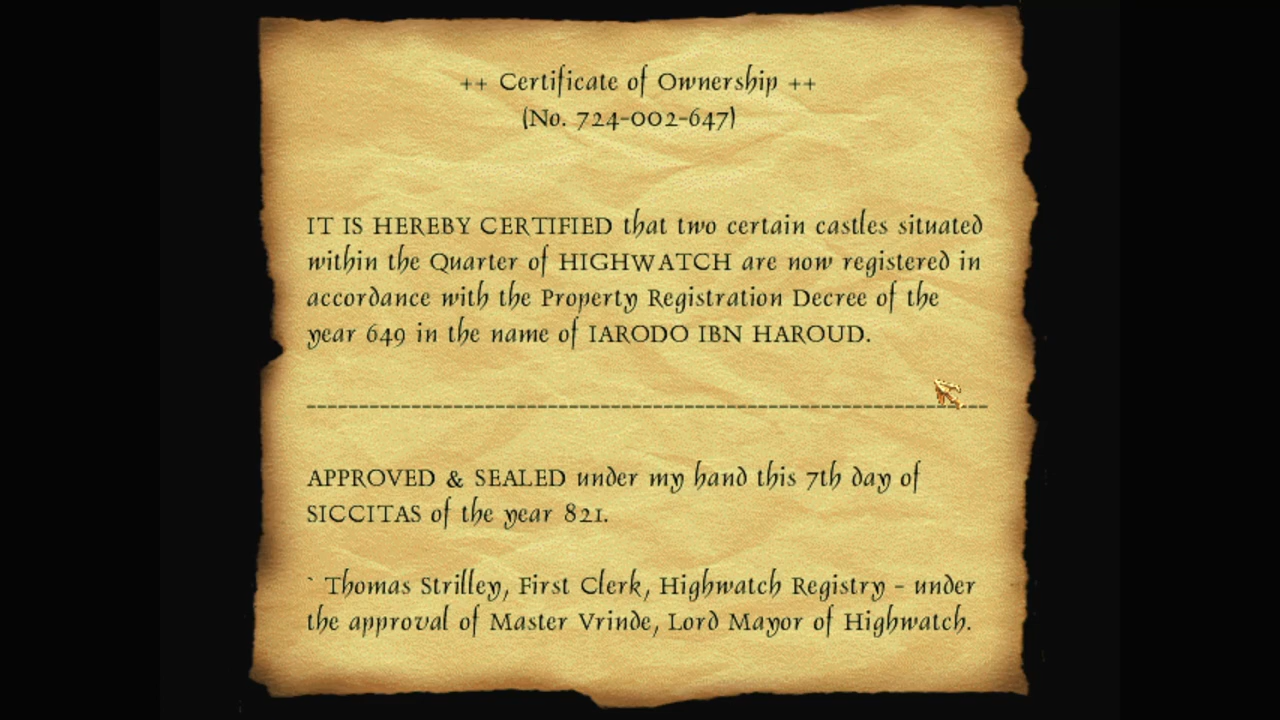 ++ Certificate of Ownership ++
(No. 724-002-647)
IT IS HEREBY CERTIFIED that two certain castles situated
within the Quarter of HIGHWATCH are now registered in
accordance with the Property Registration Decree of the
year 649 in the name of IARODO IBN HAROUD.
--------------------------------------------------------------------------------
APPROVED & SEALED under my hand this 7th day of
SICCITAS of the year 821.
` Thomas Strilley, First Clerk, Highwatch Registry - under
the approval of Master Vrinde, Lord Mayor of Highwatch.